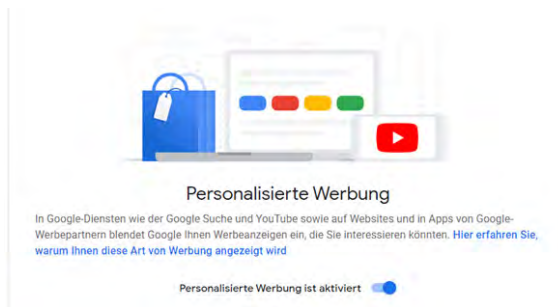 Personalisierte Werbung
In Google-Diensten wie der Google Suche und YouTube sowie auf Websites und in Apps von Google-
Werbepartnern blendet Google Ihnen Werbeanzeigen ein, die Sie interessieren könnten. Hier erfahren Sie,
warum Ihnen diese Art von Werbung angezeigt wird
Personalisierte Werbung ist aktiviert